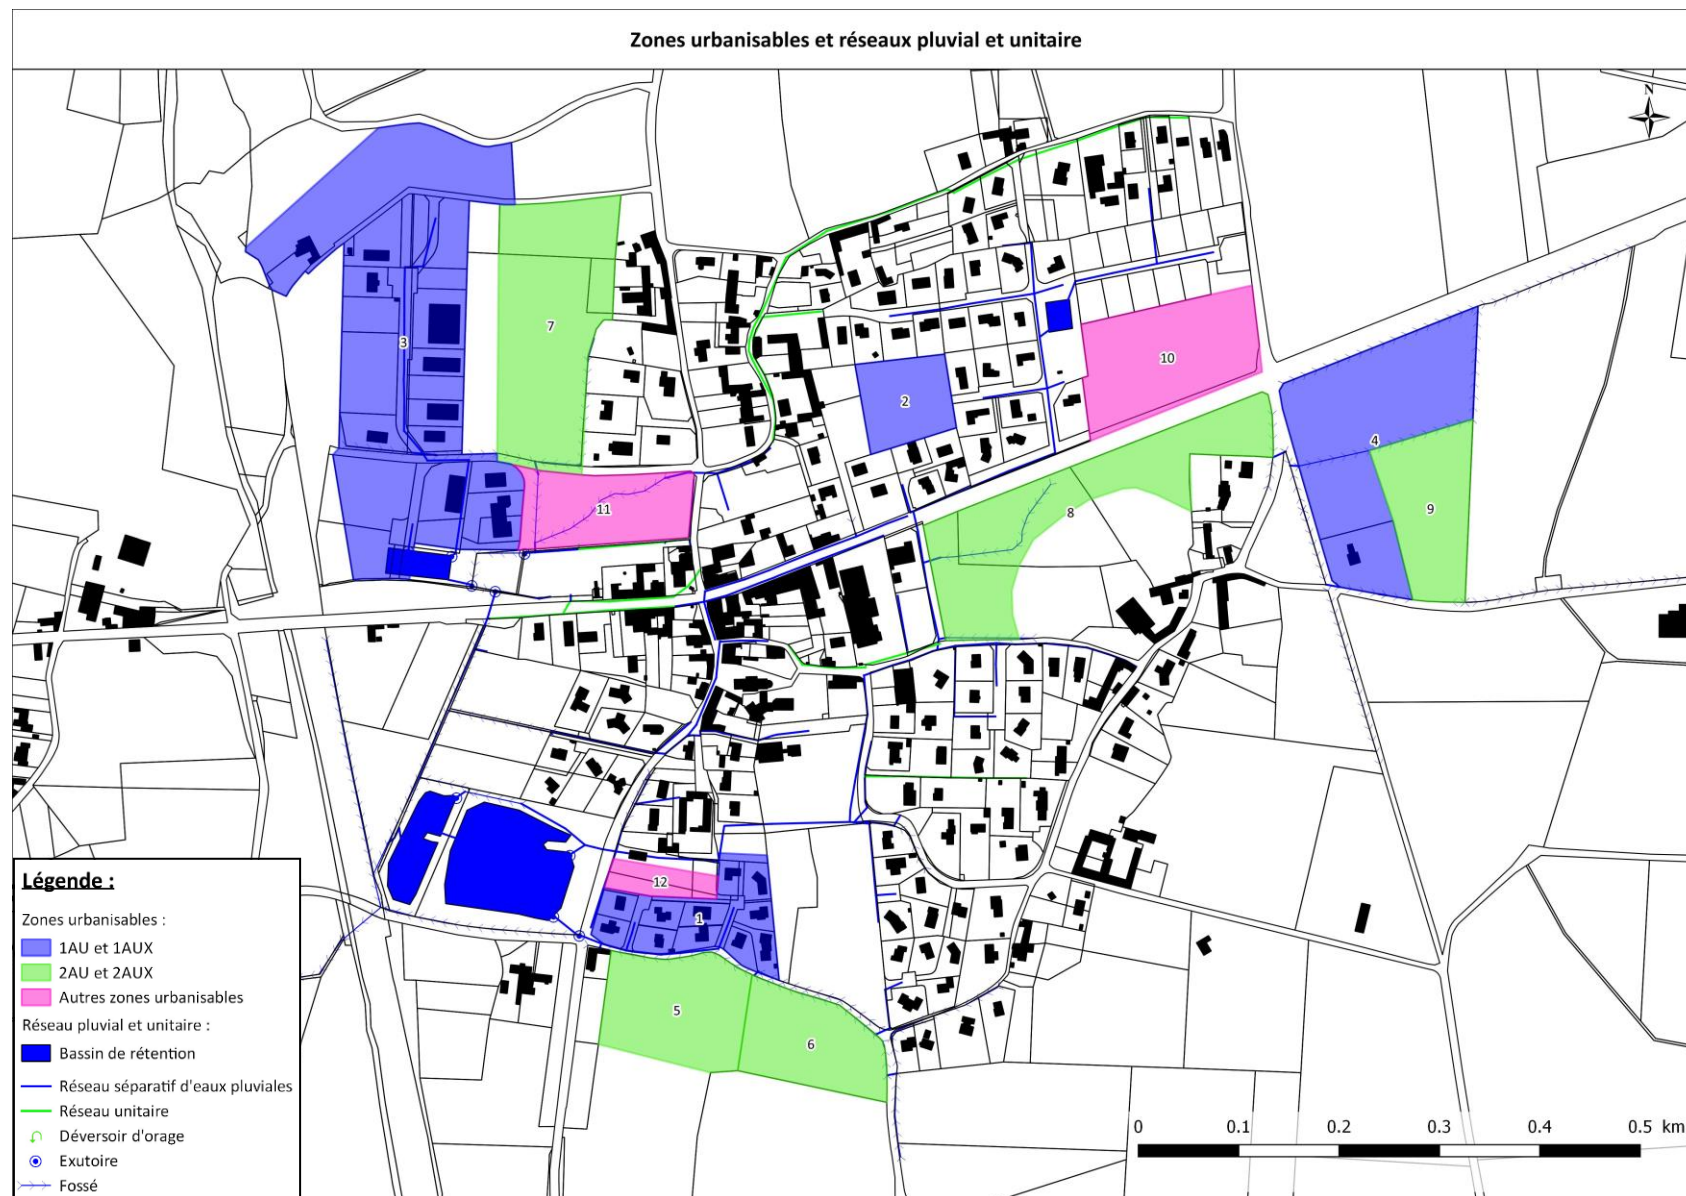 Zones urbanisables et réseaux pluvial et unitaire
N
7
3
10
2
4
11
8
9
12
1
5
6
Légende :
Zones urbanisables :
1AU et 1AUX
2AU et 2AUX
Autres zones urbanisables
Réseau pluvial et unitaire :
Bassin de rétention
Réseau séparatif d'eaux pluviales
Réseau unitaire
Déversoir d'orage
Exutoire
Fossé
0 0.1 0.2 0.3 0.4 0.5 km